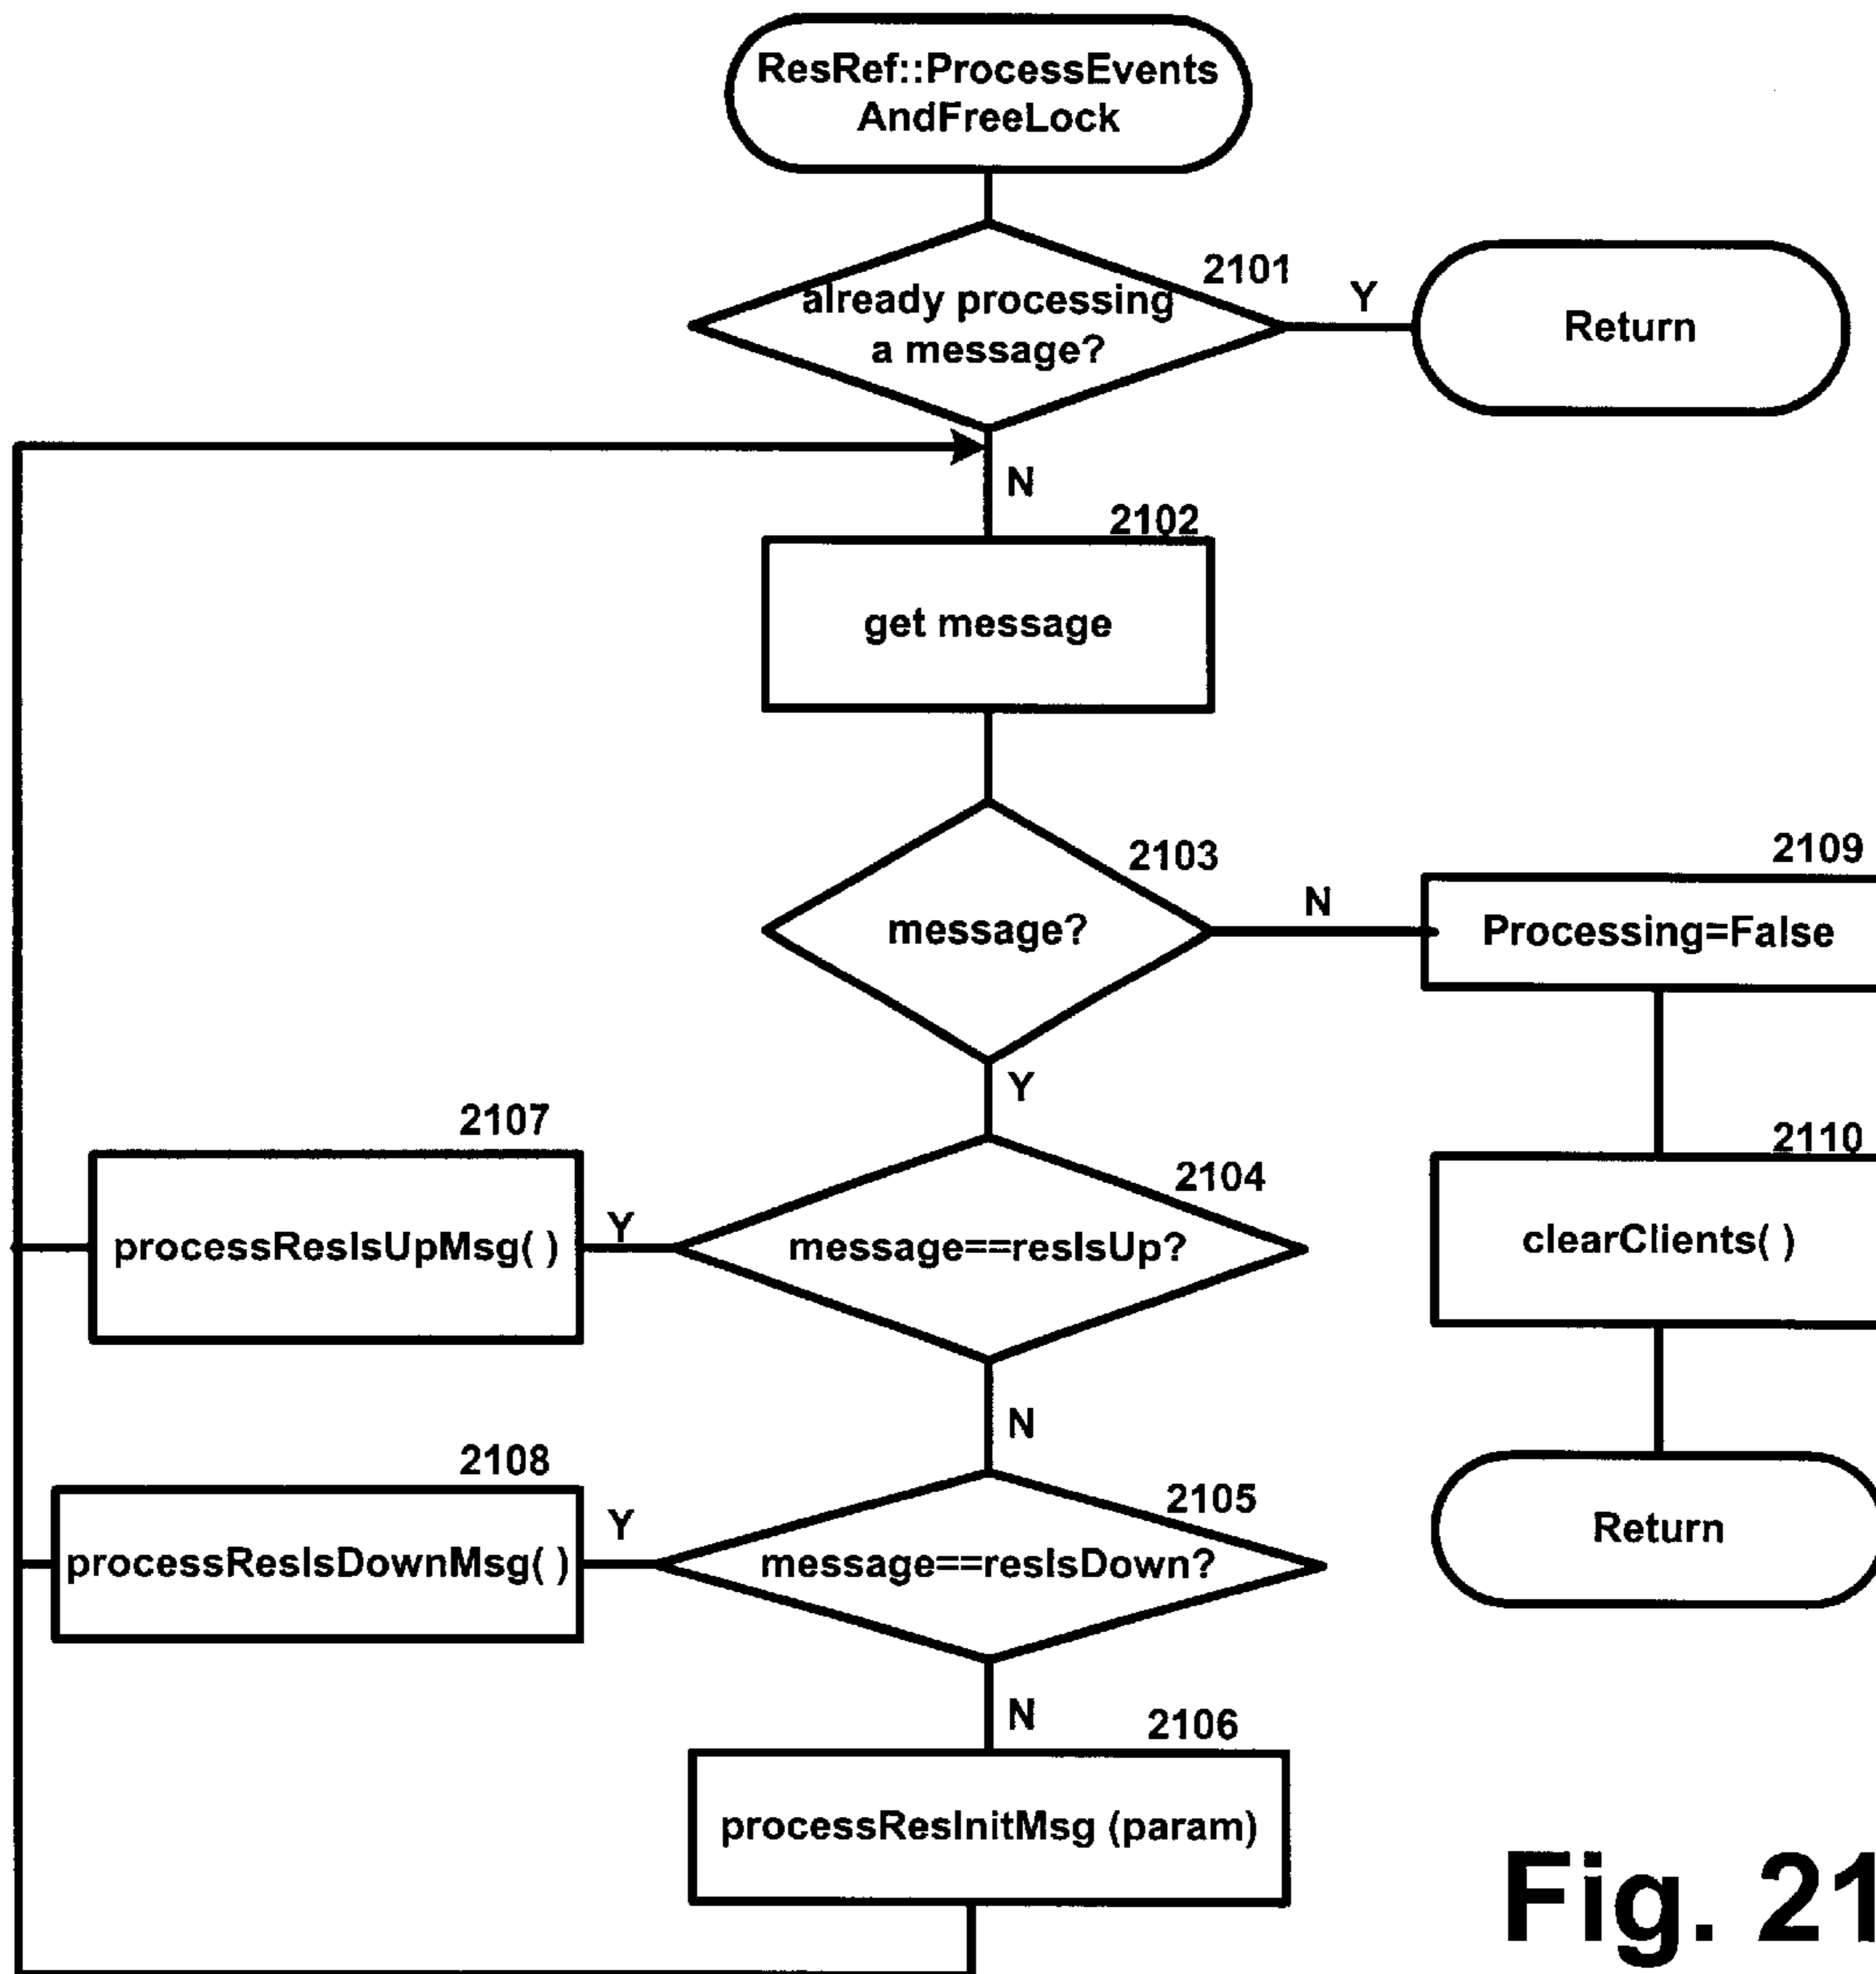 ResRef::ProcessEvents
AndFreeLock
2101
already processing
a message?
Y
Return
N
2102
get message
2103
message?
N
2109
Processing=False
Y
2107
processResIsUpMsg( )
Y
2104
message==resIsUp?
2110
clearClients( )
N
2108
processResIsDownMsg( )
Y
2105
message==resIsDown?
Return
N
2106
processResInitMsg (param)
Fig. 21